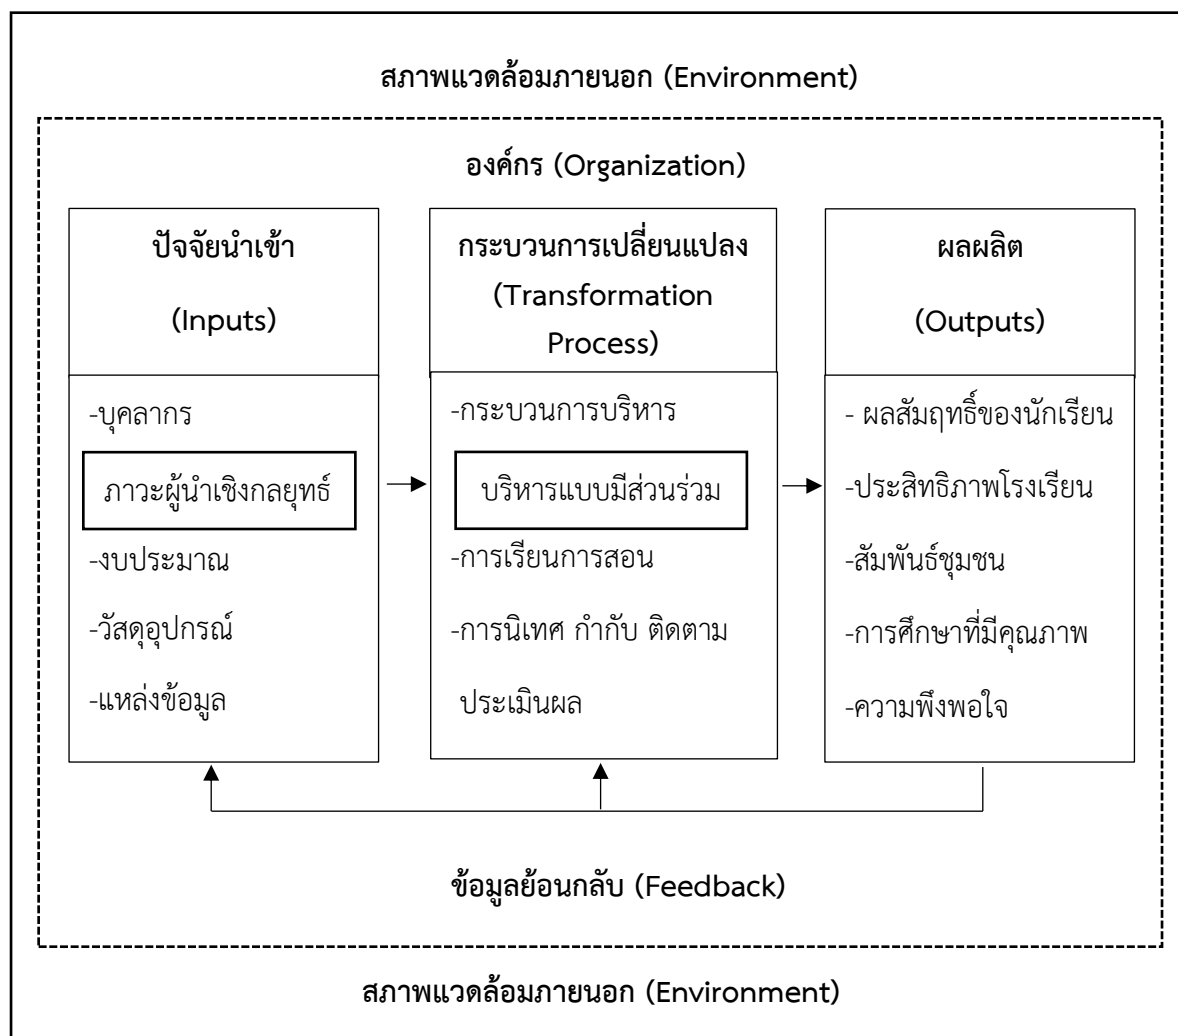 สภาพแวดล้อมภายนอก (Environment)
องค์กร (Organization)
ปัจจัยนำเข้า
(Inputs)
-บุคลากร
ภาวะผู้นำเชิงกลยุทธ์
-งบประมาณ
-วัสดุอุปกรณ์
-แหล่งข้อมูล
กระบวนการเปลี่ยนแปลง
(Transformation
Process)
-กระบวนการบริหาร
บริหารแบบมีส่วนร่วม
-การเรียนการสอน
-การนิเทศ กำกับ ติดตาม
ประเมินผล
ผลผลิต
(Outputs)
- ผลสัมฤทธิ์ของนักเรียน
-ประสิทธิภาพโรงเรียน
-สัมพันธ์ชุมชน
-การศึกษาที่มีคุณภาพ
-ความพึงพอใจ
ข้อมูลย้อนกลับ (Feedback)
สภาพแวดล้อมภายนอก (Environment)